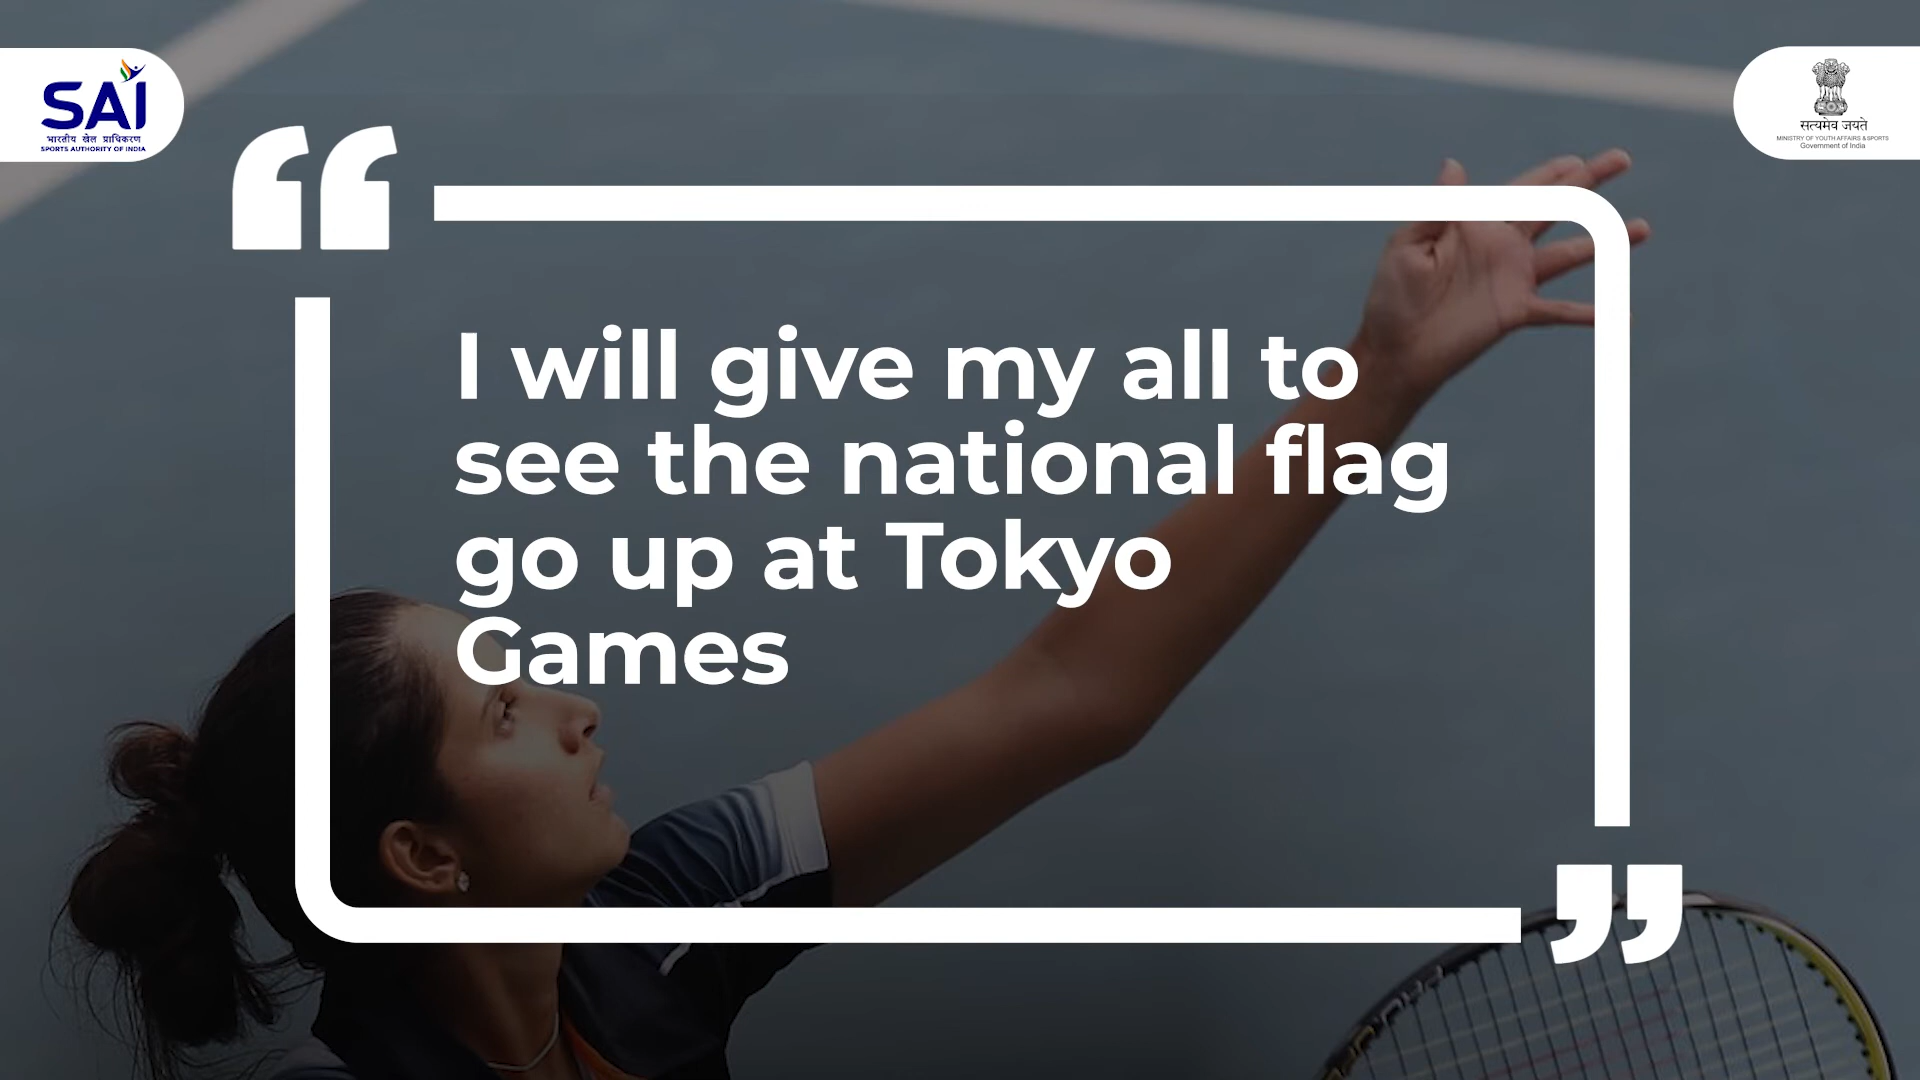 SAI
भारतीय खेल प्राधिकरण
SPORTS AUTHORITY OF INDIA
सत्यमेव जयते
MINISTRY OF YOUTH AFFAIRS & SPORTS
Government of India
“
I will give my all to
see the national flag
go up at Tokyo
Games
”